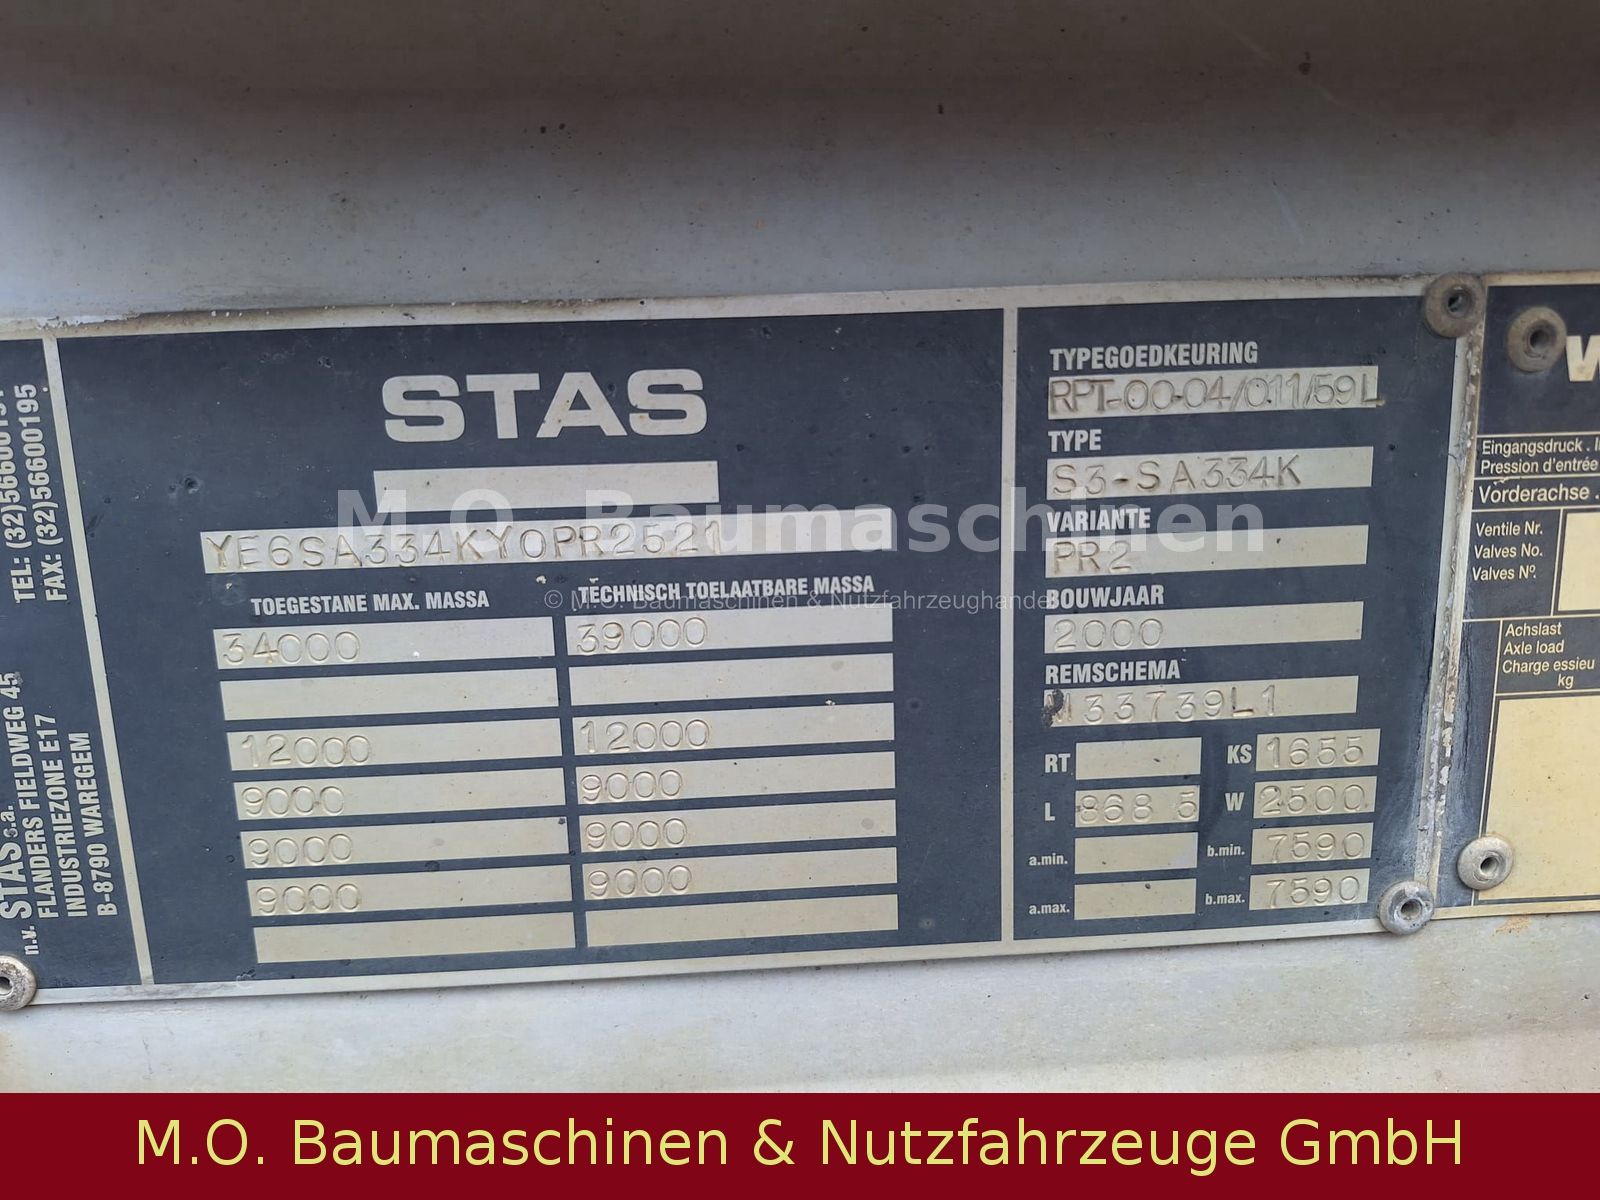 TEL: (32)56600
FAX: (32)56600195
n.v. STAS s.a.
FLANDERS FIELDWEG 45
INDUSTRIEZONE E17
B-8790 WAREGEM
STAS
YE6SA334KY0PR2521
TOEGESTANE MAX. MASSA
TECHNISCH TOELAATBARE MASSA
34000 39000
12000 12000
9000 9000
9000 9000
9000 9000
TYPEGOEDKEURING
RPT-00-04/011/59L
TYPE
S3-SA334K
VARIANTE
PR2
BOUWJAAR
2000
REMSCHEMA
M33739L1
RT KS 1655
L 868 5 W 2500
a.min. b.min. 7590
a.max. b.max. 7590
Eingangsdruck .
Pression d'entrée
Vorderachse .
Ventile Nr.
Valves No.
Valves Nº.
Achslast
Axle load
Charge essieu
kg
M.O. Baumaschinen
© M.O. Baumaschinen & Nutzfahrzeughandel
M.O. Baumaschinen & Nutzfahrzeuge GmbH